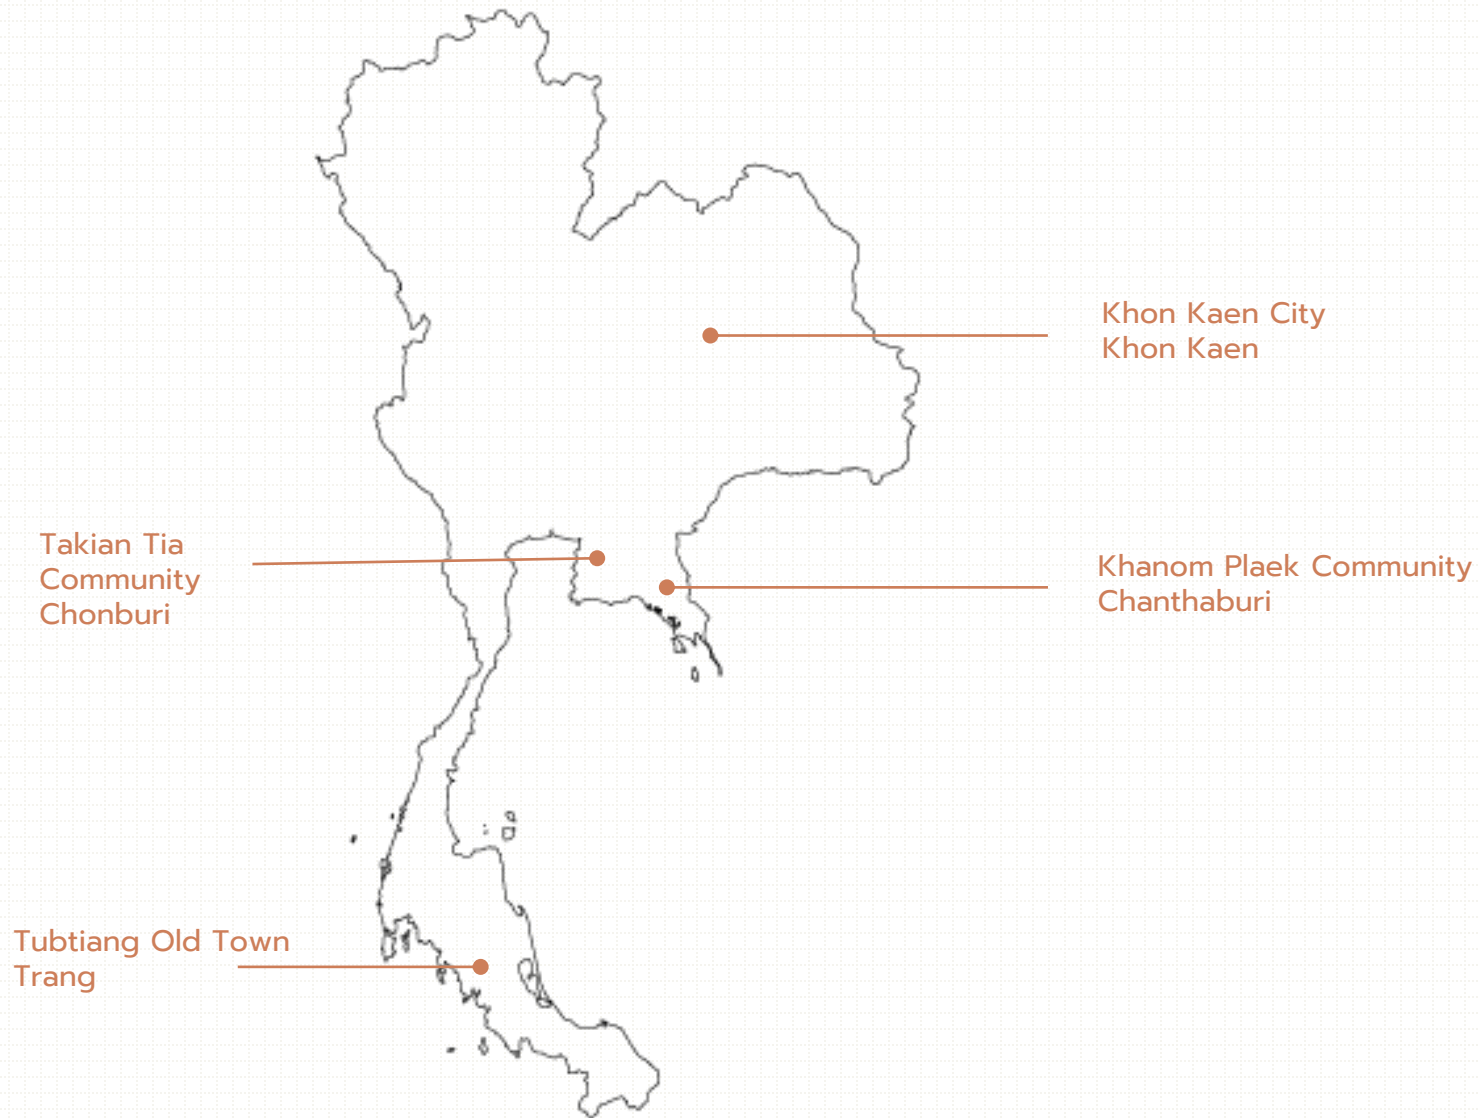 Khon Kaen City
Khon Kaen
Takian Tia
Community
Chonburi
Khanom Plaek Community
Chanthaburi
Tubtiang Old Town
Trang